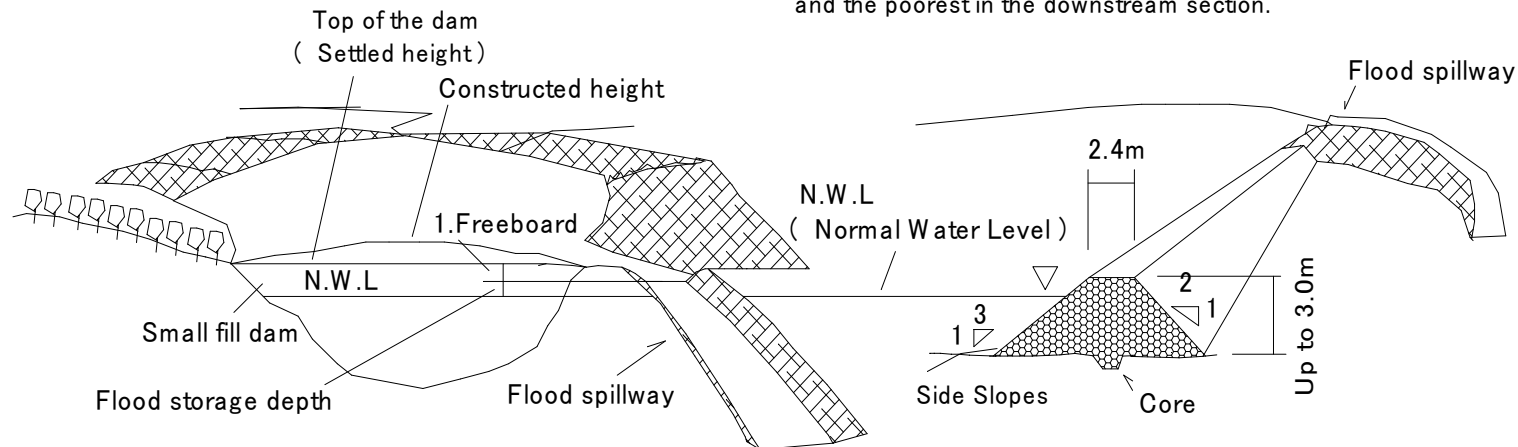 and the poorest in the downstream section.
Top of the dam
( Settled height )
Constructed height
Flood spillway
2.4m
N.W.L
( Normal Water Level )
1.Freeboard
N.W.L
Small fill dam
Flood storage depth
Flood spillway
3
1
2
1
Up to 3.0m
Side Slopes
Core